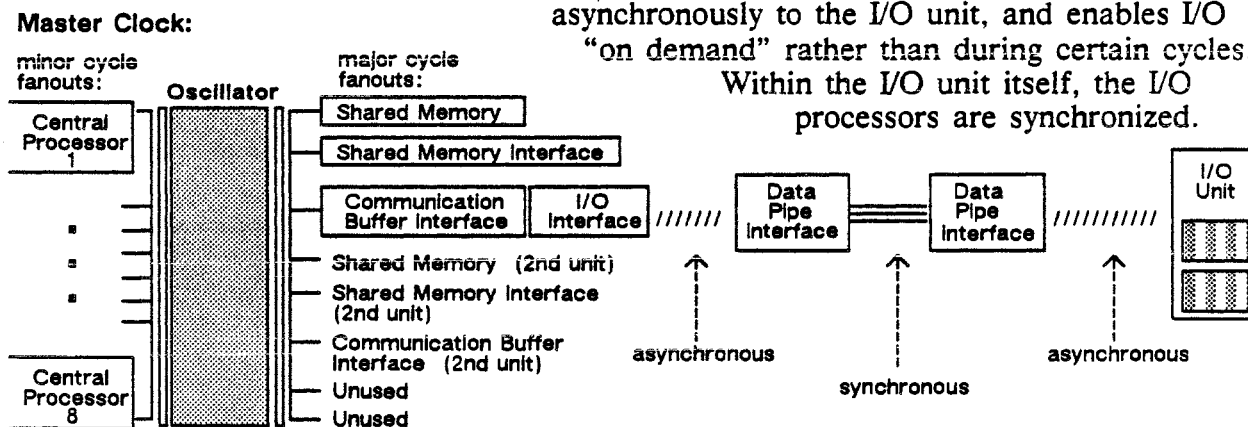 asynchronously to the I/O unit, and enables I/O
“on demand” rather than during certain cycles
Within the I/O unit itself, the I/O
processors are synchronized.
Master Clock:
minor cycle
fanouts:
Central
Processor
1
Central
Processor
8
Oscillator
major cycle
fanouts:
Shared Memory
Shared Memory Interface
Communication
Buffer Interface
I/O
Interface
Shared Memory (2nd unit)
Shared Memory Interface
(2nd unit)
Communication Buffer
Interface (2nd unit)
Unused
Unused
///////
Data
Pipe
Interface
Data
Pipe
Interface
///////////
I/O
Unit
asynchronous
synchronous
asynchronous